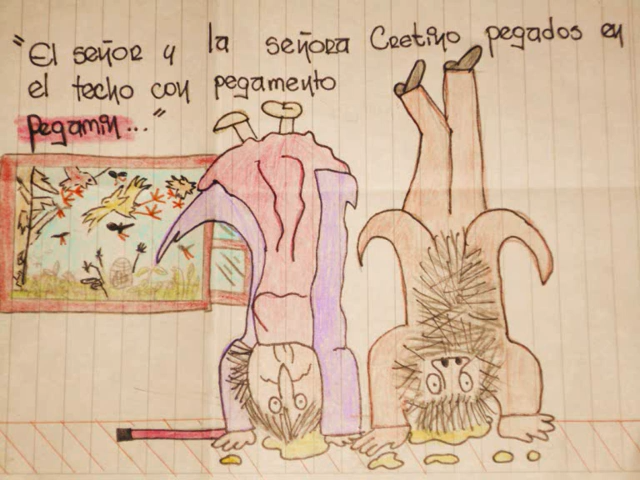 "El señor y la señora Cretino pegados en
el techo con pegamento
pegamin..."